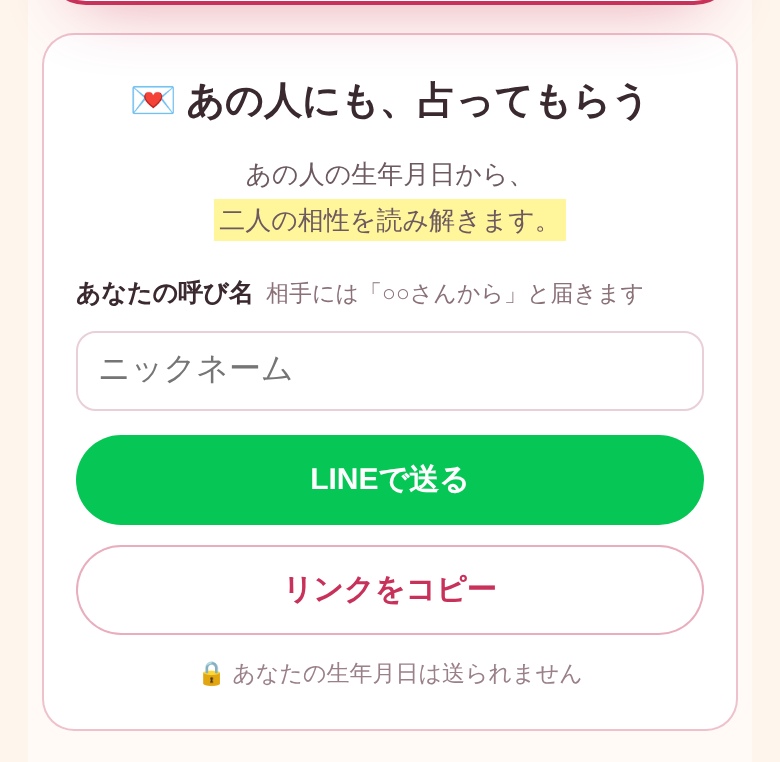 💌 あの人にも、占ってもらう
あの人の生年月日から、
二人の相性を読み解きます。
あなたの呼び名 相手には「○○さんから」と届きます
ニックネーム
LINEで送る
リンクをコピー
🔒 あなたの生年月日は送られません